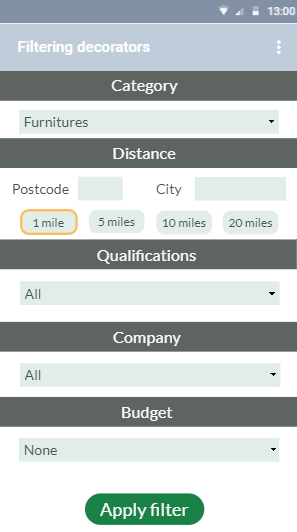 13:00
Filtering decorators
Category
Furnitures
Distance
Postcode City
1 mile 5 miles 10 miles 20 miles
Qualifications
All
Company
All
Budget
None
Apply filter